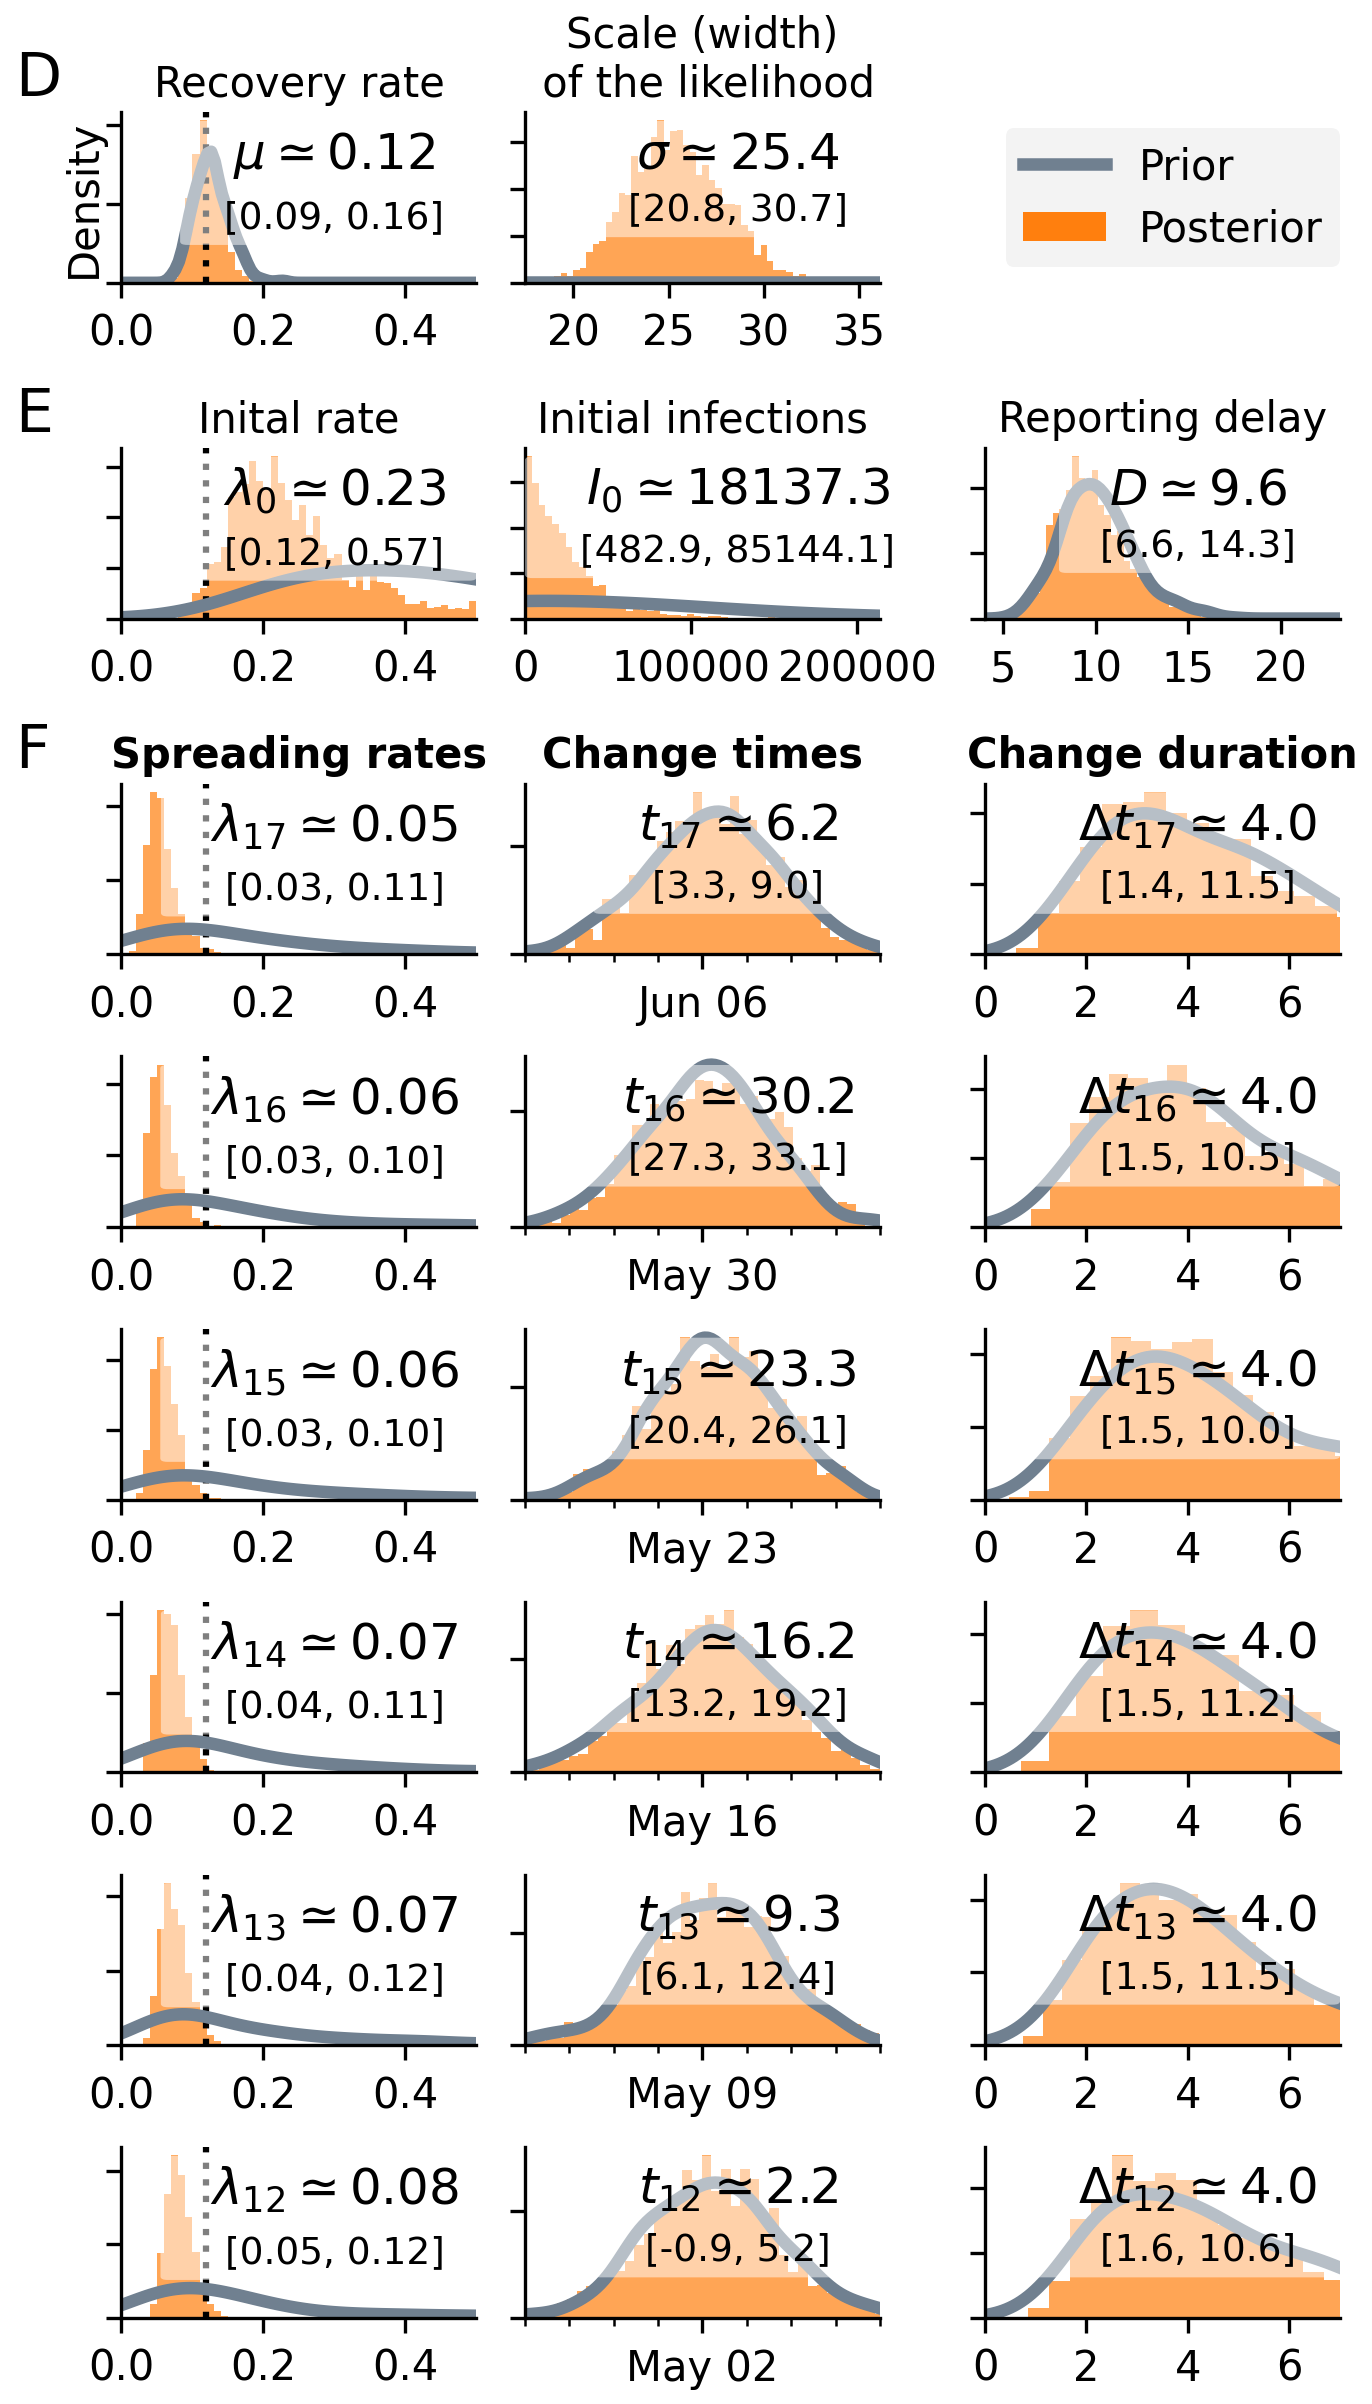 D
Recovery rate
Scale (width)
of the likelihood
Density
μ ≃ 0.12
[0.09, 0.16]
0.0 0.2 0.4
σ ≃ 25.4
[20.8, 30.7]
20 25 30 35
Prior
Posterior
E
Inital rate
λ0 ≃ 0.23
[0.12, 0.57]
0.0 0.2 0.4
Initial infections
I0 ≃ 18137.3
[482.9, 85144.1]
0 100000 200000
Reporting delay
D ≃ 9.6
[6.6, 14.3]
5 10 15 20
F
Spreading rates
Change times
Change duration
λ17 ≃ 0.05
[0.03, 0.11]
0.0 0.2 0.4
t17 ≃ 6.2
[3.3, 9.0]
Jun 06
Δt17 ≃ 4.0
[1.4, 11.5]
0 2 4 6
λ16 ≃ 0.06
[0.03, 0.10]
0.0 0.2 0.4
t16 ≃ 30.2
[27.3, 33.1]
May 30
Δt16 ≃ 4.0
[1.5, 10.5]
0 2 4 6
λ15 ≃ 0.06
[0.03, 0.10]
0.0 0.2 0.4
t15 ≃ 23.3
[20.4, 26.1]
May 23
Δt15 ≃ 4.0
[1.5, 10.0]
0 2 4 6
λ14 ≃ 0.07
[0.04, 0.11]
0.0 0.2 0.4
t14 ≃ 16.2
[13.2, 19.2]
May 16
Δt14 ≃ 4.0
[1.5, 11.2]
0 2 4 6
λ13 ≃ 0.07
[0.04, 0.12]
0.0 0.2 0.4
t13 ≃ 9.3
[6.1, 12.4]
May 09
Δt13 ≃ 4.0
[1.5, 11.5]
0 2 4 6
λ12 ≃ 0.08
[0.05, 0.12]
0.0 0.2 0.4
t12 ≃ 2.2
[-0.9, 5.2]
May 02
Δt12 ≃ 4.0
[1.6, 10.6]
0 2 4 6